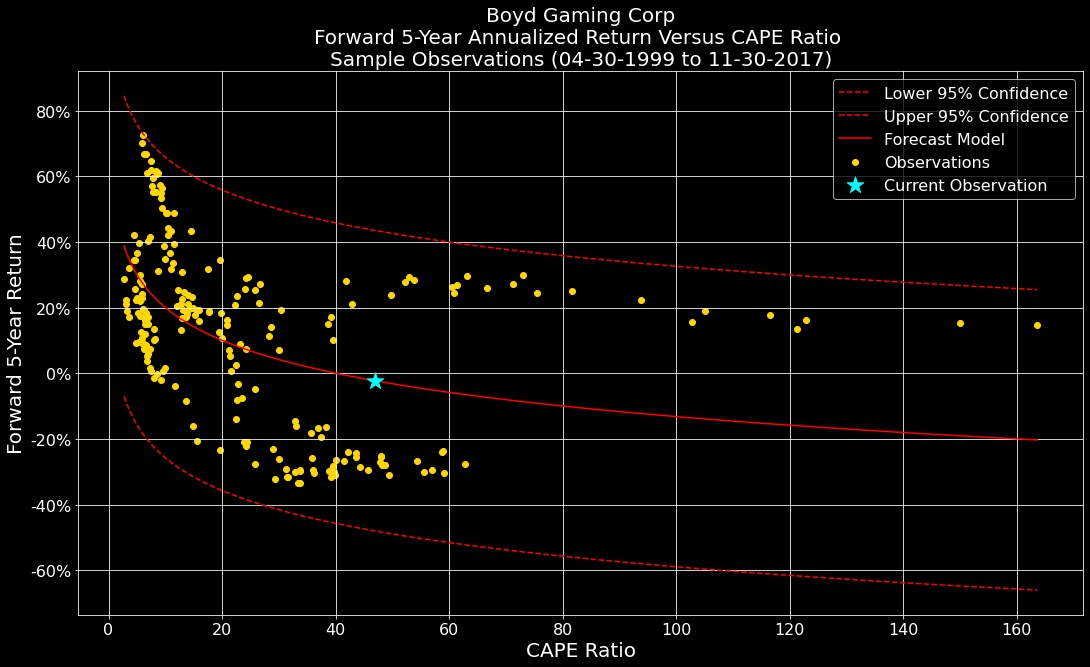 Boyd Gaming Corp
Forward 5-Year Annualized Return Versus CAPE Ratio
Sample Observations (04-30-1999 to 11-30-2017)
Lower 95% Confidence
Upper 95% Confidence
Forecast Model
Observations
Current Observation
Forward 5-Year Return
80%
60%
40%
20%
0%
-20%
-40%
-60%
0 20 40 60 80 100 120 140 160
CAPE Ratio